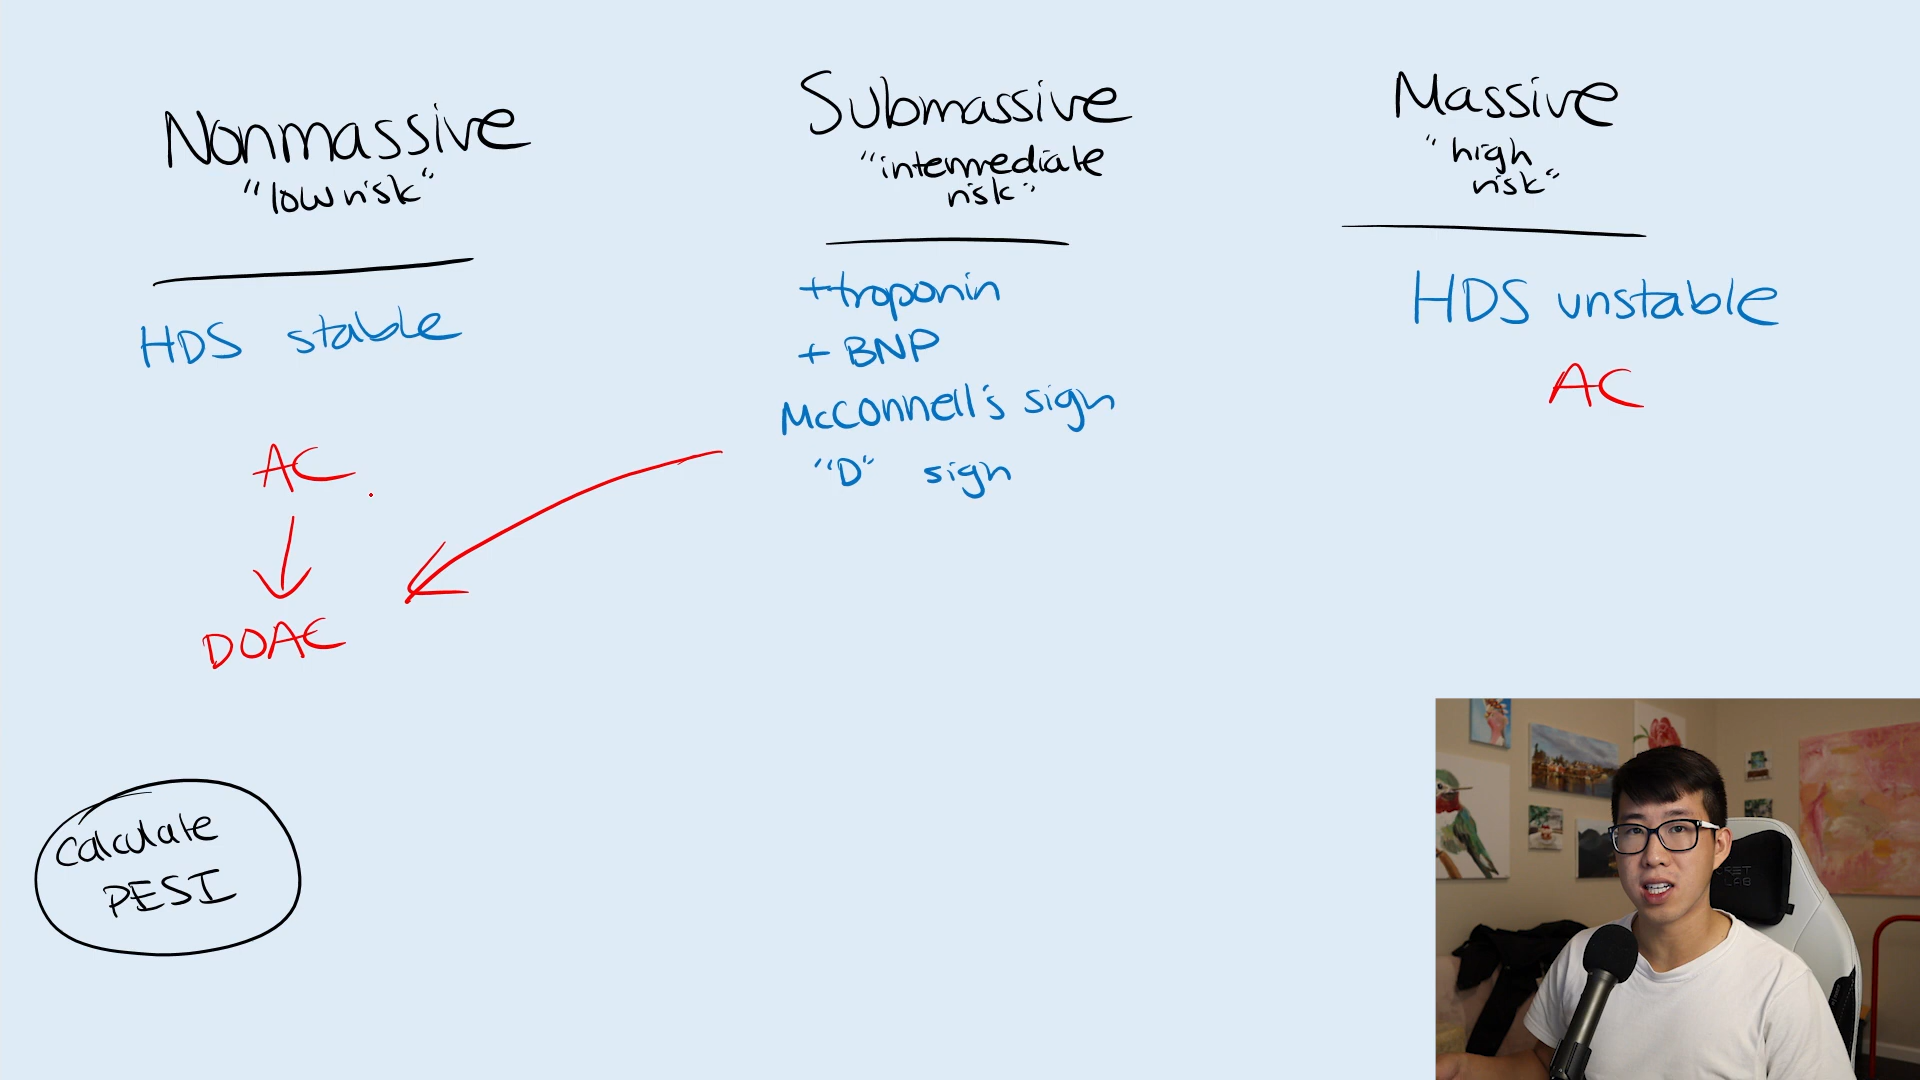 Nonmassive
"low risk"
HDS stable
AC
DOAC
Calculate
PESI
Submassive
"intermediate
risk"
+troponin
+ BNP
McConnell's sign
"D" sign
Massive
"high
risk"
HDS unstable
AC